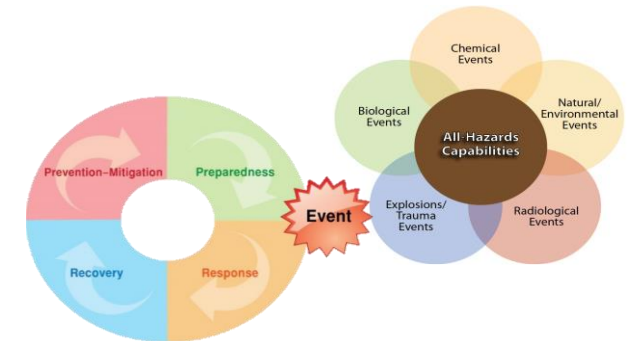 Prevention-Mitigation
Preparedness
Recovery
Response
Event
Chemical
Events
Biological
Events
Natural/
Environmental
Events
All-Hazards
Capabilities
Explosions/
Trauma
Events
Radiological
Events